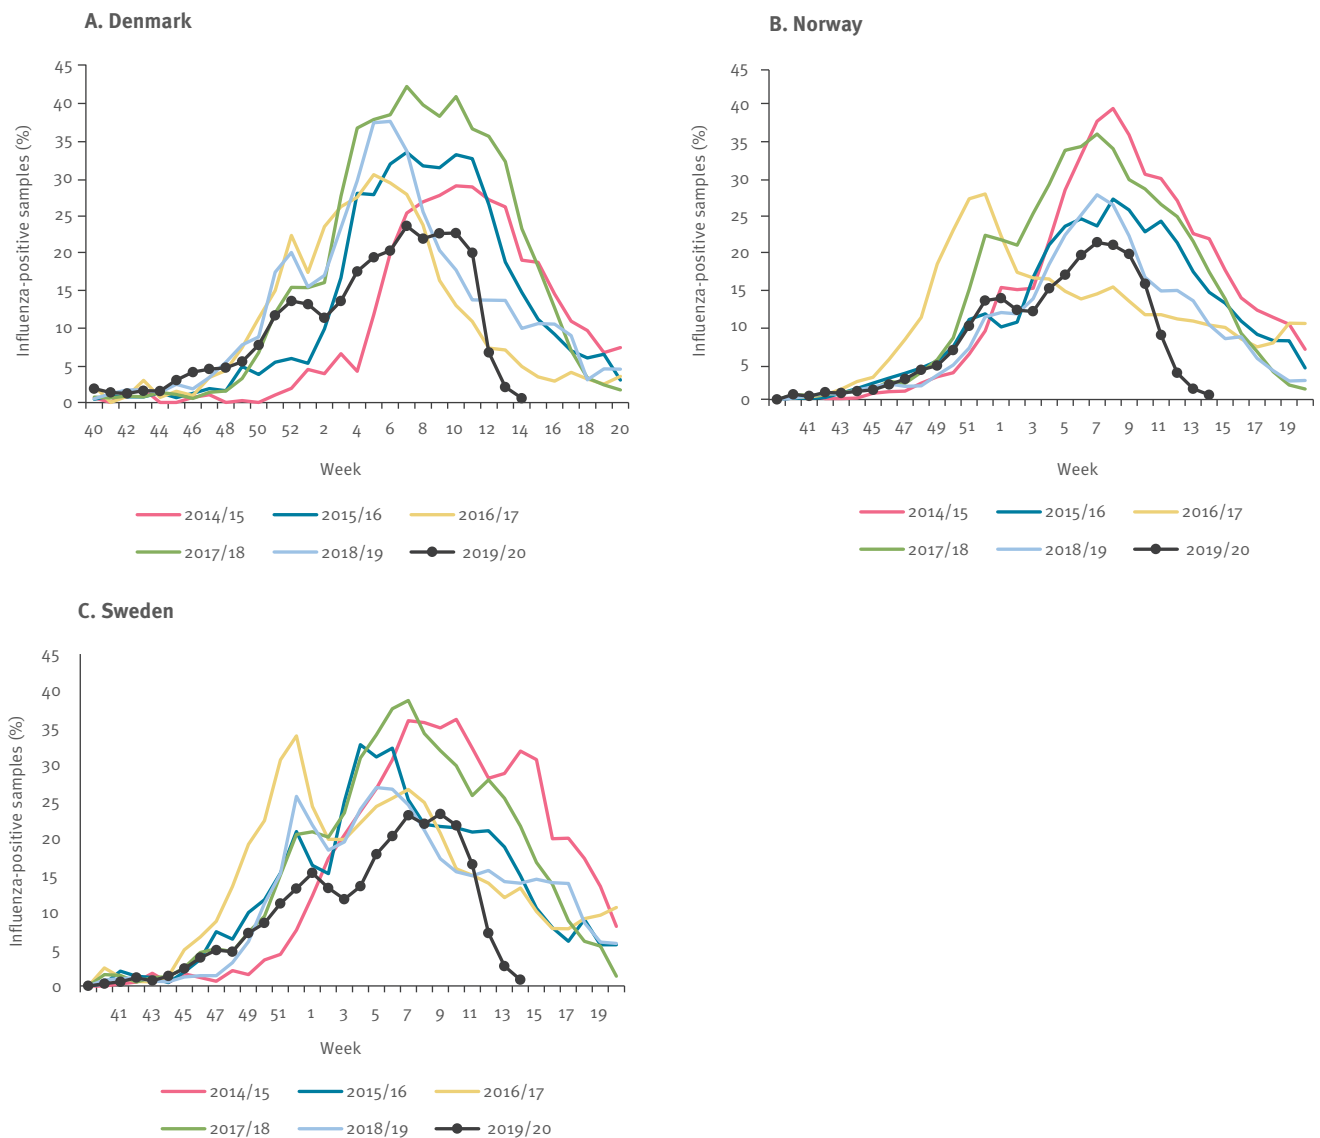 A. Denmark
Influenza-positive samples (%)
45
40
35
30
25
20
15
10
5
0
40 42 44 46 48 50 52 2 4 6 8 10 12 14 16 18 20
Week
2014/15 2015/16 2016/17
2017/18 2018/19 2019/20
B. Norway
Influenza-positive samples (%)
45
40
35
30
25
20
15
10
5
0
41 43 45 47 49 51 1 3 5 7 9 11 13 15 17 19
Week
2014/15 2015/16 2016/17
2017/18 2018/19 2019/20
C. Sweden
Influenza-positive samples (%)
45
40
35
30
25
20
15
10
5
0
41 43 45 47 49 51 1 3 5 7 9 11 13 15 17 19
Week
2014/15 2015/16 2016/17
2017/18 2018/19 2019/20